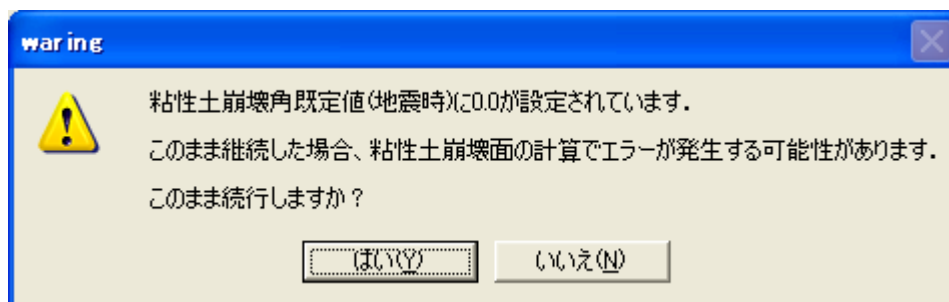 waring
粘性土崩壊角既定値(地震時)に0.0が設定されています.
このまま継続した場合、粘性土崩壊面の計算でエラーが発生する可能性があります.
このまま続行しますか？
はい(Y)
いいえ(N)